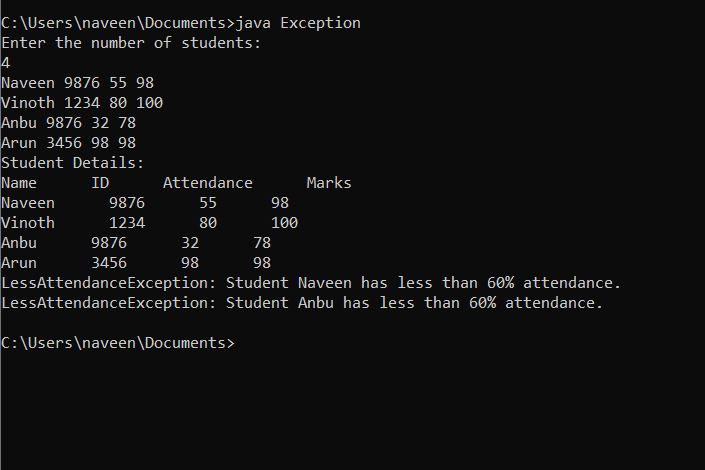 C:\Users\naveen\Documents>java Exception
Enter the number of students:
4
Naveen 9876 55 98
Vinoth 1234 80 100
Anbu 9876 32 78
Arun 3456 98 98
Student Details:
Name      ID      Attendance      Marks
Naveen      9876      55      98
Vinoth      1234      80      100
Anbu      9876      32      78
Arun      3456      98      98
LessAttendanceException: Student Naveen has less than 60% attendance.
LessAttendanceException: Student Anbu has less than 60% attendance.
C:\Users\naveen\Documents>